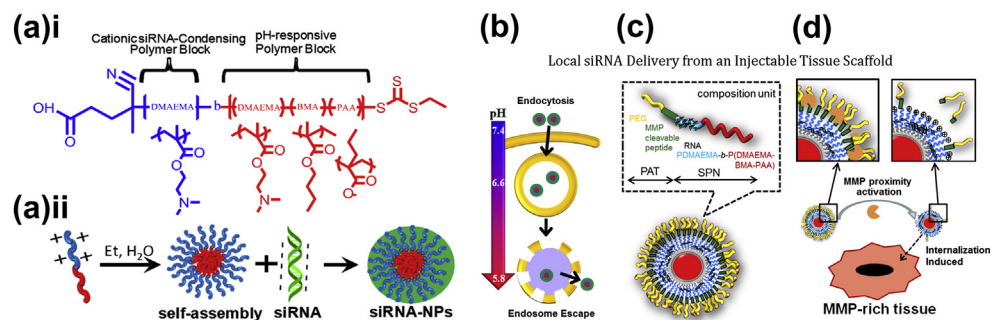 (a)i
Cationic siRNA-Condensing
Polymer Block
pH-responsive
Polymer Block
N
HO
O
DMAEMA
b
DMAEMA
BMA
PAA
S
S
S
O
O
N
O
O
N
O
O
O
O-
(a)ii
Et, H2O
self-assembly
siRNA
siRNA-NPs
(b)
Endocytosis
pH
7.4
6.6
5.8
Endosome Escape
(c)
Local siRNA Delivery from an Injectable Tissue Scaffold
composition unit
PEG
MMP
cleavable
peptide
RNA
PDMAEMA-b-P(DMAEMA-
BMA-PAA)
PAT
SPN
(d)
MMP proximity
activation
Internalization
Induced
MMP-rich tissue